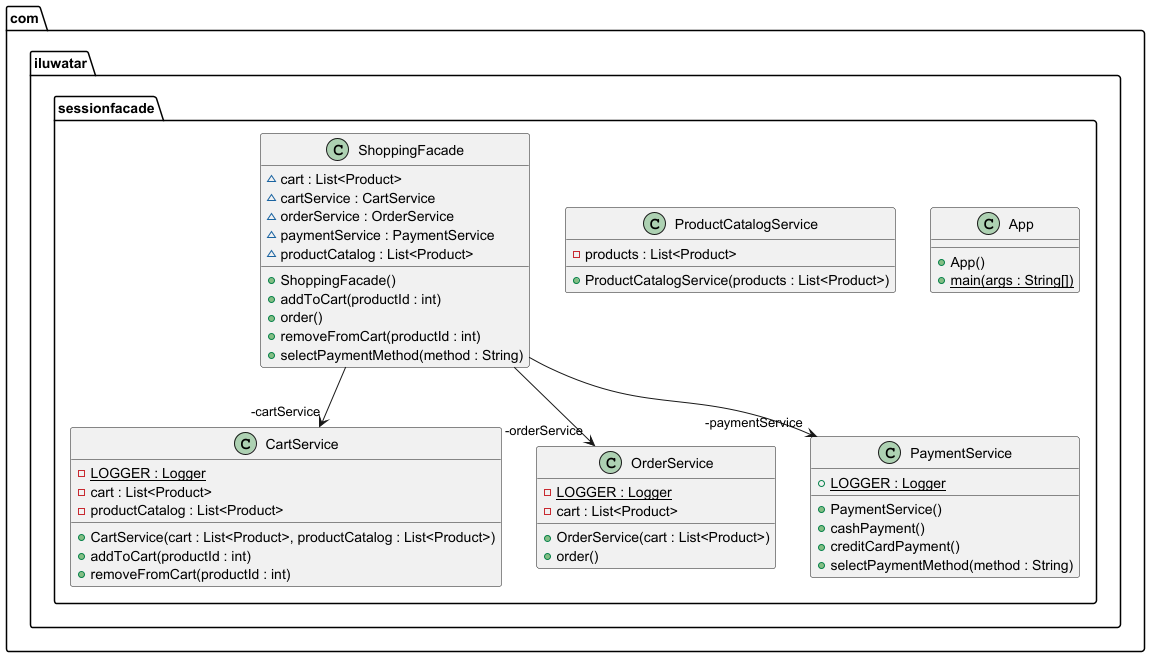 com
iluwatar
sessionfacade
C ShoppingFacade
cart : List<Product>
cartService : CartService
orderService : OrderService
paymentService : PaymentService
productCatalog : List<Product>
ShoppingFacade()
addToCart(productId : int)
order()
removeFromCart(productId : int)
selectPaymentMethod(method : String)
C ProductCatalogService
products : List<Product>
ProductCatalogService(products : List<Product>)
C App
App()
main(args : String[])
-cartService
-orderService
-paymentService
C CartService
LOGGER : Logger
cart : List<Product>
productCatalog : List<Product>
CartService(cart : List<Product>, productCatalog : List<Product>)
addToCart(productId : int)
removeFromCart(productId : int)
C OrderService
LOGGER : Logger
cart : List<Product>
OrderService(cart : List<Product>)
order()
C PaymentService
LOGGER : Logger
PaymentService()
cashPayment()
creditCardPayment()
selectPaymentMethod(method : String)